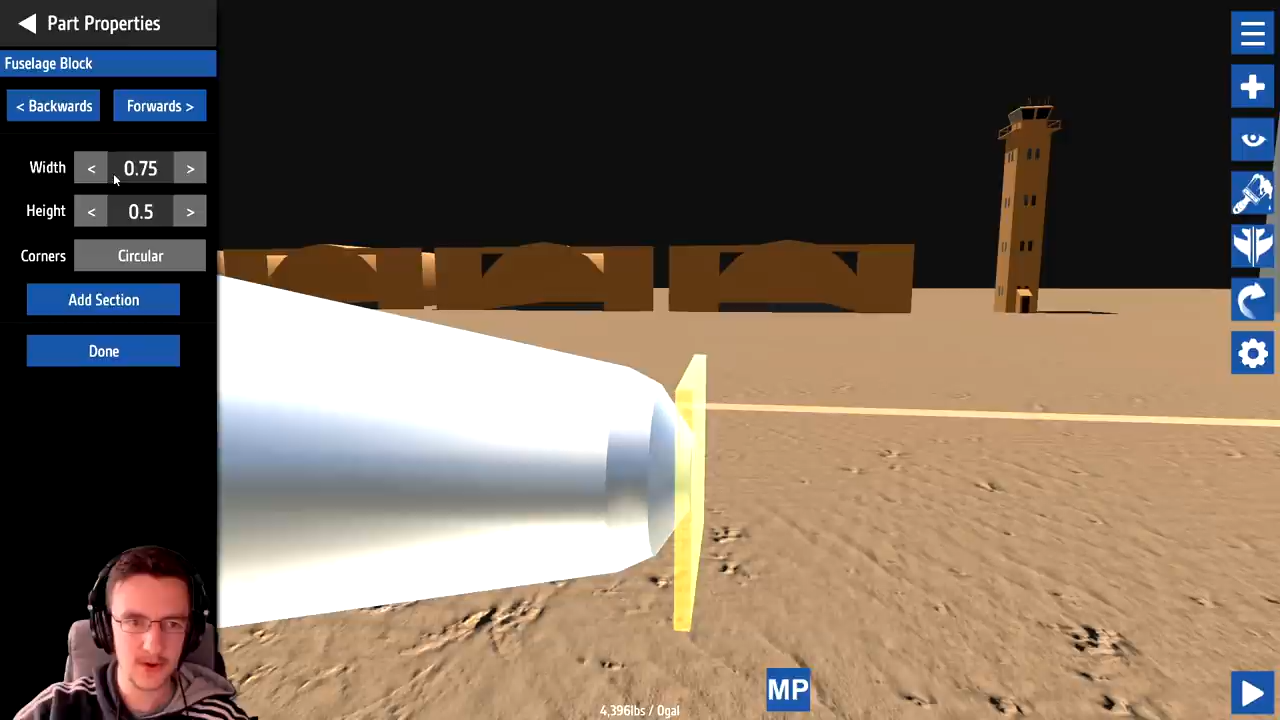 Part Properties
Fuselage Block
< Backwards
Forwards >
Width < 0.75 >
Height < 0.5 >
Corners Circular
Add Section
Done
MP
4,396lbs / 0gal